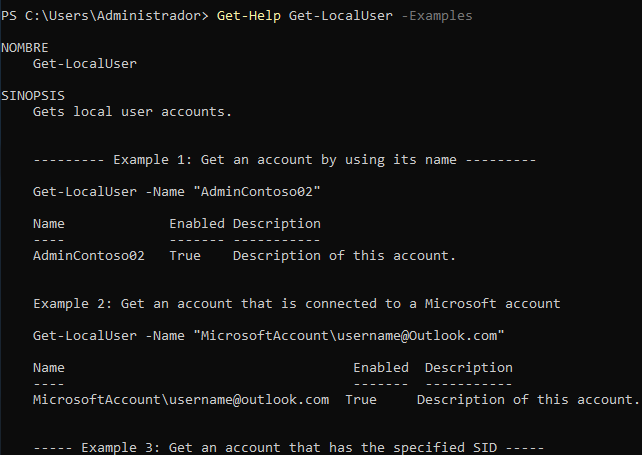 PS C:\Users\Administrador> Get-Help Get-LocalUser -Examples
NOMBRE
Get-LocalUser
SINOPSIS
Gets local user accounts.
--------- Example 1: Get an account by using its name ---------
Get-LocalUser -Name "AdminContoso02"
Name Enabled Description
---- ------- -----------
AdminContoso02 True Description of this account.
Example 2: Get an account that is connected to a Microsoft account
Get-LocalUser -Name "MicrosoftAccount\username@Outlook.com"
Name Enabled Description
---- ------- -----------
MicrosoftAccount\username@outlook.com True Description of this account.
----- Example 3: Get an account that has the specified SID -----